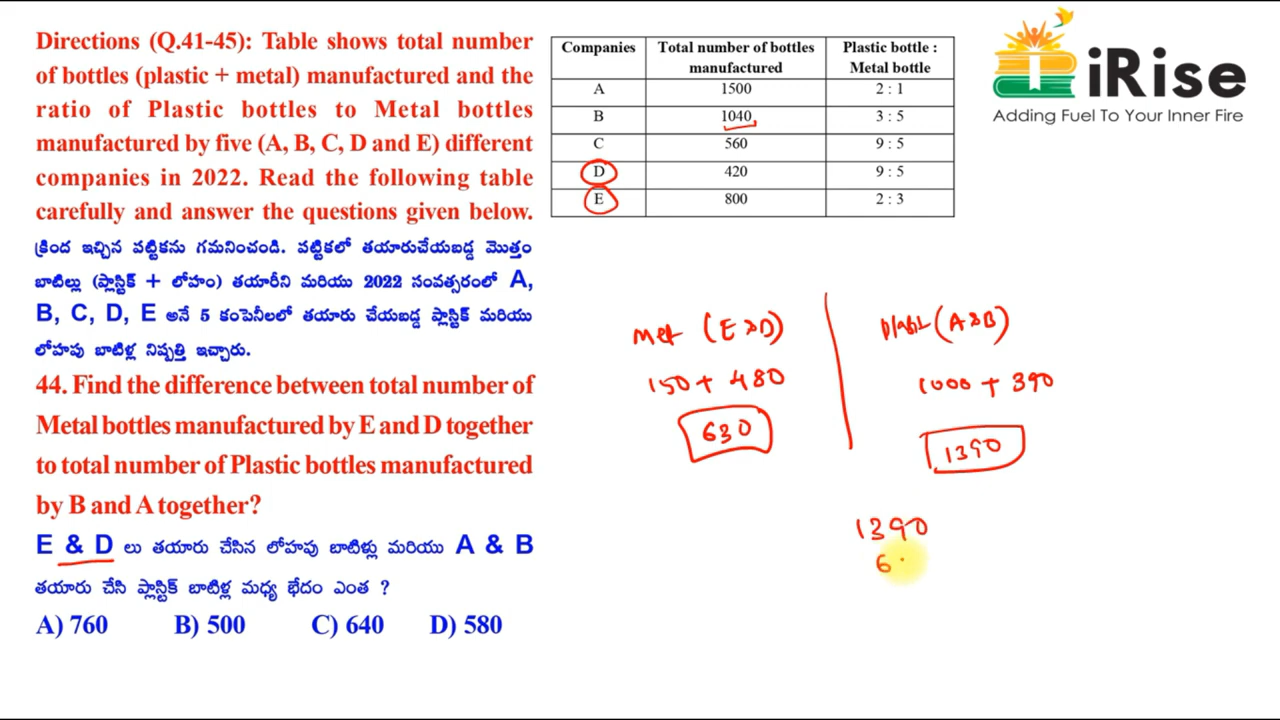 Directions (Q.41-45): Table shows total number
of bottles (plastic + metal) manufactured and the
ratio of Plastic bottles to Metal bottles
manufactured by five (A, B, C, D and E) different
companies in 2022. Read the following table
carefully and answer the questions given below.
క్రింద ఇచ్చిన పట్టికను గమనించండి. పట్టికలో తయారుచేయబడ్డ మొత్తం
బాటిల్లు (ప్లాస్టిక్ + లోహం) తయారీని మరియు 2022 సంవత్సరంలో A,
B, C, D, E అనే 5 కంపెనీలలో తయారు చేయబడ్డ ప్లాస్టిక్ మరియు
లోహపు బాటిళ్ల నిష్పత్తి ఇచ్చారు.
44. Find the difference between total number of
Metal bottles manufactured by E and D together
to total number of Plastic bottles manufactured
by B and A together?
E & D లు తయారు చేసిన లోహపు బాటిళ్లు మరియు A & B
తయారు చేసి ప్లాస్టిక్ బాటిళ్ల మధ్య భేదం ఎంత ?
A) 760 B) 500 C) 640 D) 580
Companies Total number of bottles manufactured Plastic bottle : Metal bottle
A 1500 2 : 1
B 1040 3 : 5
C 560 9 : 5
D 420 9 : 5
E 800 2 : 3
iRise
Adding Fuel To Your Inner Fire
Met (E & D)
150 + 480
630
Plasti (A & B)
1000 + 390
1390
1390
6